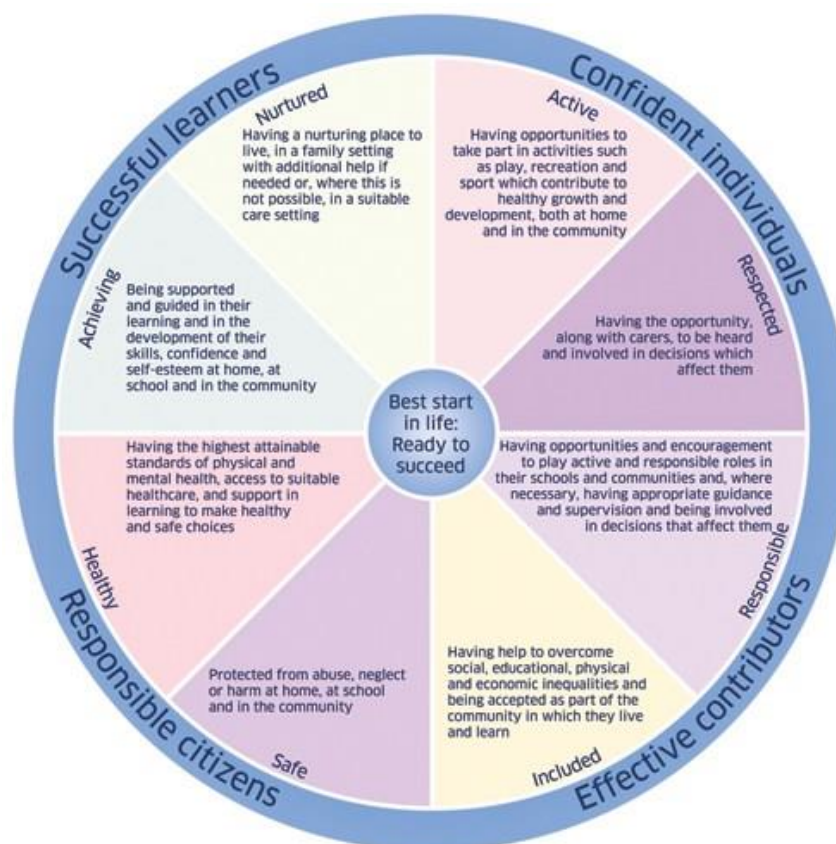 Successful learners
Confident individuals
Nurtured
Having a nurturing place to
live, in a family setting
with additional help if
needed or, where this is
not possible, in a suitable
care setting
Active
Having opportunities to
take part in activities such
as play, recreation and
sport which contribute to
healthy growth and
development, both at home
and in the community
Achieving
Being supported
and guided in their
learning and in the
development of their
skills, confidence and
self-esteem at home, at
school and in the community
Respected
Having the opportunity,
along with carers, to be heard
and involved in decisions which
affect them
Best start
in life:
Ready to
succeed
Having the highest attainable
standards of physical and
mental health, access to suitable
healthcare, and support in
learning to make healthy
and safe choices
Healthy
Having opportunities and encouragement
to play active and responsible roles in
their schools and communities and, where
necessary, having appropriate guidance
and supervision and being involved
in decisions that affect them
Responsible
Protected from abuse, neglect
or harm at home, at school
and in the community
Safe
Having help to overcome
social, educational, physical
and economic inequalities and
being accepted as part of the
community in which they live
and learn
Included
Responsible citizens
Effective contributors